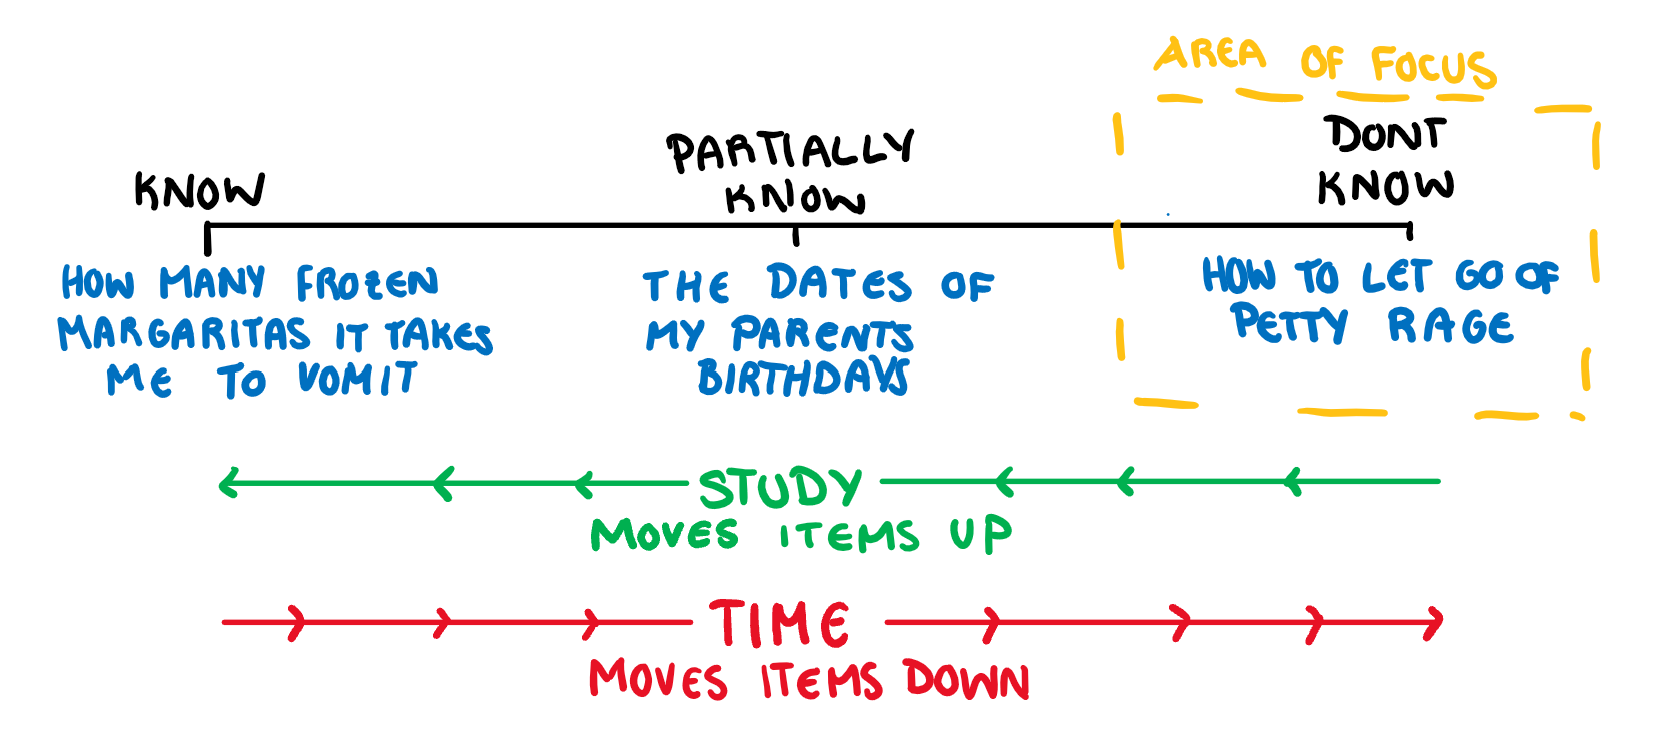 AREA OF FOCUS
KNOW
PARTIALLY
KNOW
DONT
KNOW
HOW MANY FROZEN
MARGARITAS IT TAKES
ME TO VOMIT
THE DATES OF
MY PARENTS
BIRTHDAYS
HOW TO LET GO OF
PETTY RAGE
STUDY
MOVES ITEMS UP
TIME
MOVES ITEMS DOWN